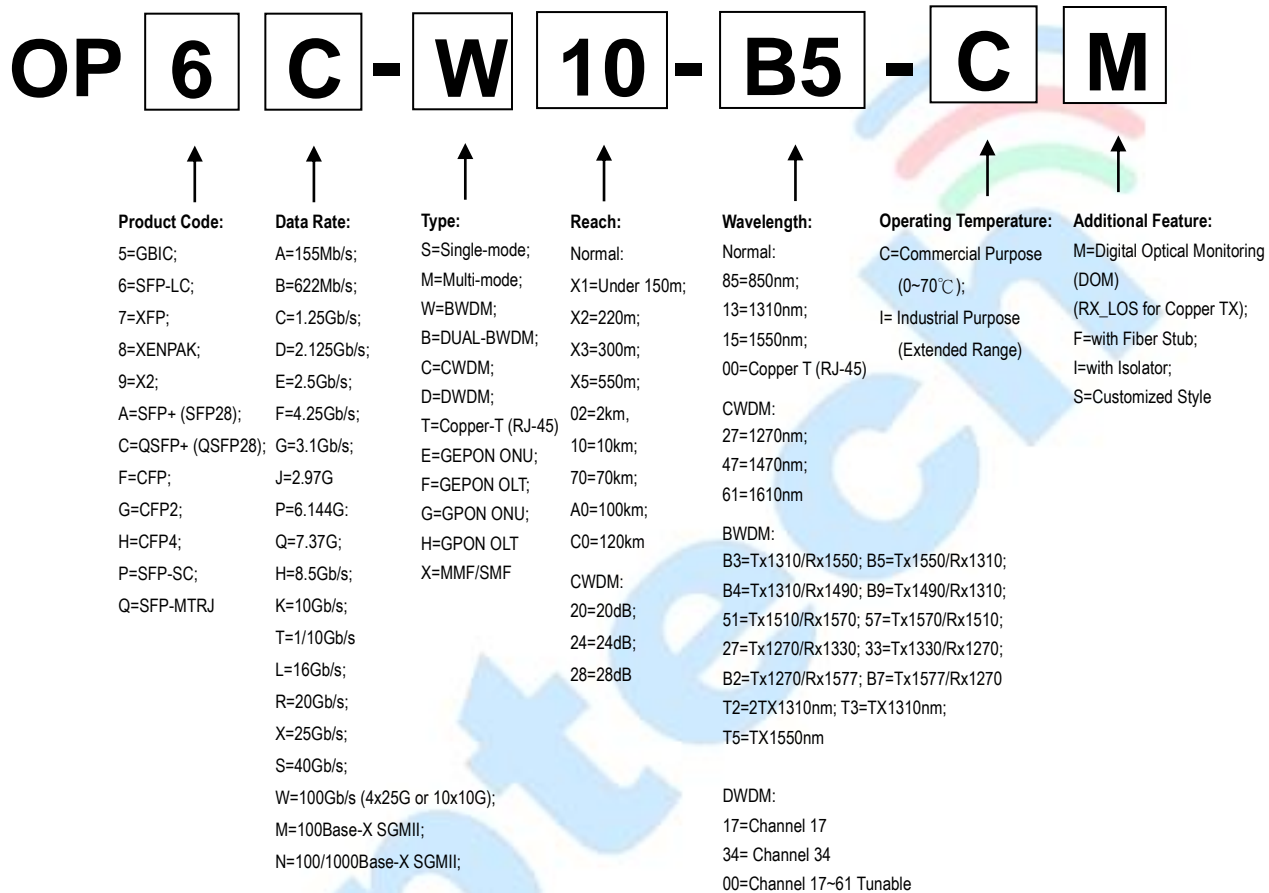 OP 6 C - W 10 - B5 - C M
Product Code:
5=GBIC;
6=SFP-LC;
7=XFP;
8=XENPAK;
9=X2;
A=SFP+ (SFP28);
C=QSFP+ (QSFP28);
F=CFP;
G=CFP2;
H=CFP4;
P=SFP-SC;
Q=SFP-MTRJ
Data Rate:
A=155Mb/s;
B=622Mb/s;
C=1.25Gb/s;
D=2.125Gb/s;
E=2.5Gb/s;
F=4.25Gb/s;
G=3.1Gb/s;
J=2.97G
P=6.144G:
Q=7.37G;
H=8.5Gb/s;
K=10Gb/s;
T=1/10Gb/s
L=16Gb/s;
R=20Gb/s;
X=25Gb/s;
S=40Gb/s;
W=100Gb/s (4x25G or 10x10G);
M=100Base-X SGMII;
N=100/1000Base-X SGMII;
Type:
S=Single-mode;
M=Multi-mode;
W=BWDM;
B=DUAL-BWDM;
C=CWDM;
D=DWDM;
T=Copper-T (RJ-45)
E=GEPON ONU;
F=GEPON OLT;
G=GPON ONU;
H=GPON OLT
X=MMF/SMF
Reach:
Normal:
X1=Under 150m;
X2=220m;
X3=300m;
X5=550m;
02=2km,
10=10km;
70=70km;
A0=100km;
C0=120km
CWDM:
20=20dB;
24=24dB;
28=28dB
Wavelength:
Normal:
85=850nm;
13=1310nm;
15=1550nm;
00=Copper T (RJ-45)
CWDM:
27=1270nm;
47=1470nm;
61=1610nm
BWDM:
B3=Tx1310/Rx1550; B5=Tx1550/Rx1310;
B4=Tx1310/Rx1490; B9=Tx1490/Rx1310;
51=Tx1510/Rx1570; 57=Tx1570/Rx1510;
27=Tx1270/Rx1330; 33=Tx1330/Rx1270;
B2=Tx1270/Rx1577; B7=Tx1577/Rx1270
T2=2TX1310nm; T3=TX1310nm;
T5=TX1550nm
DWDM:
17=Channel 17
34= Channel 34
00=Channel 17~61 Tunable
Operating Temperature:
C=Commercial Purpose
(0~70℃);
I= Industrial Purpose
(Extended Range)
Additional Feature:
M=Digital Optical Monitoring
(DOM)
(RX_LOS for Copper TX);
F=with Fiber Stub;
I=with Isolator;
S=Customized Style